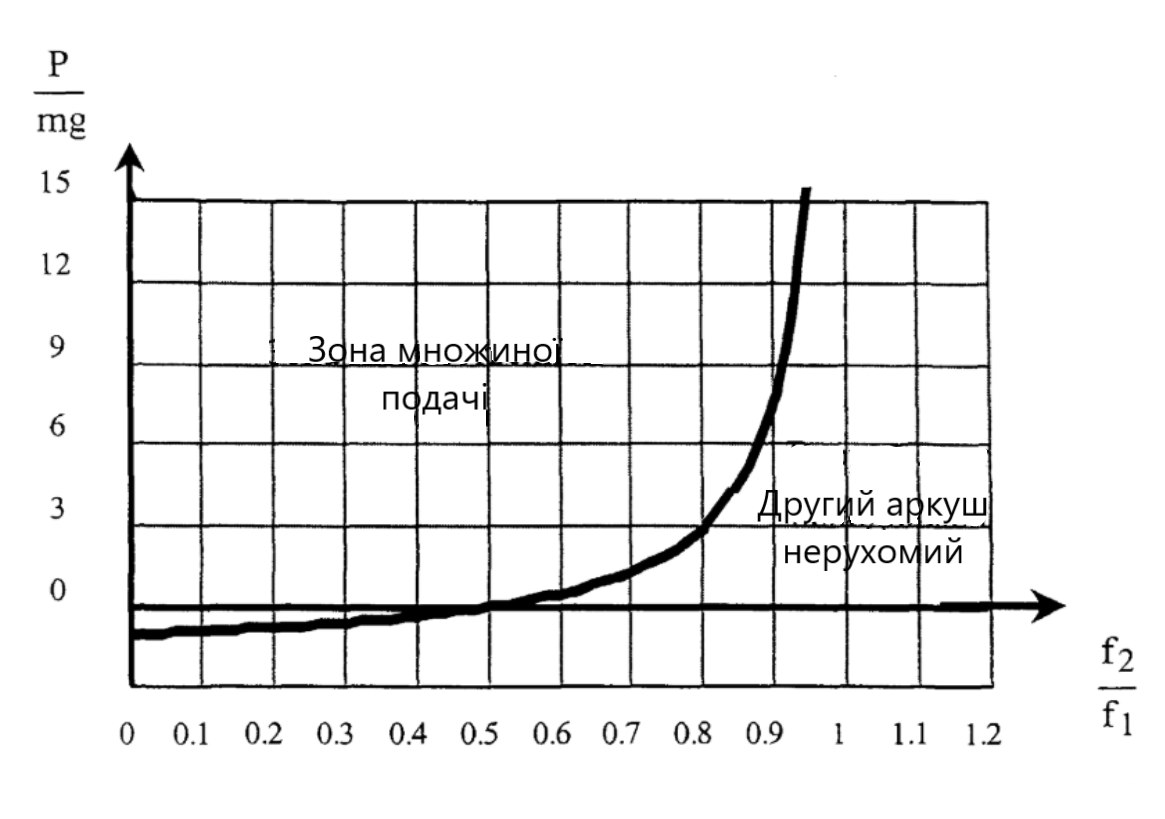 P
mg
15
12
9
6
3
0
Зона множиної
подачі
Другий аркуш
нерухомий
f2
f1
0 0.1 0.2 0.3 0.4 0.5 0.6 0.7 0.8 0.9 1 1.1 1.2